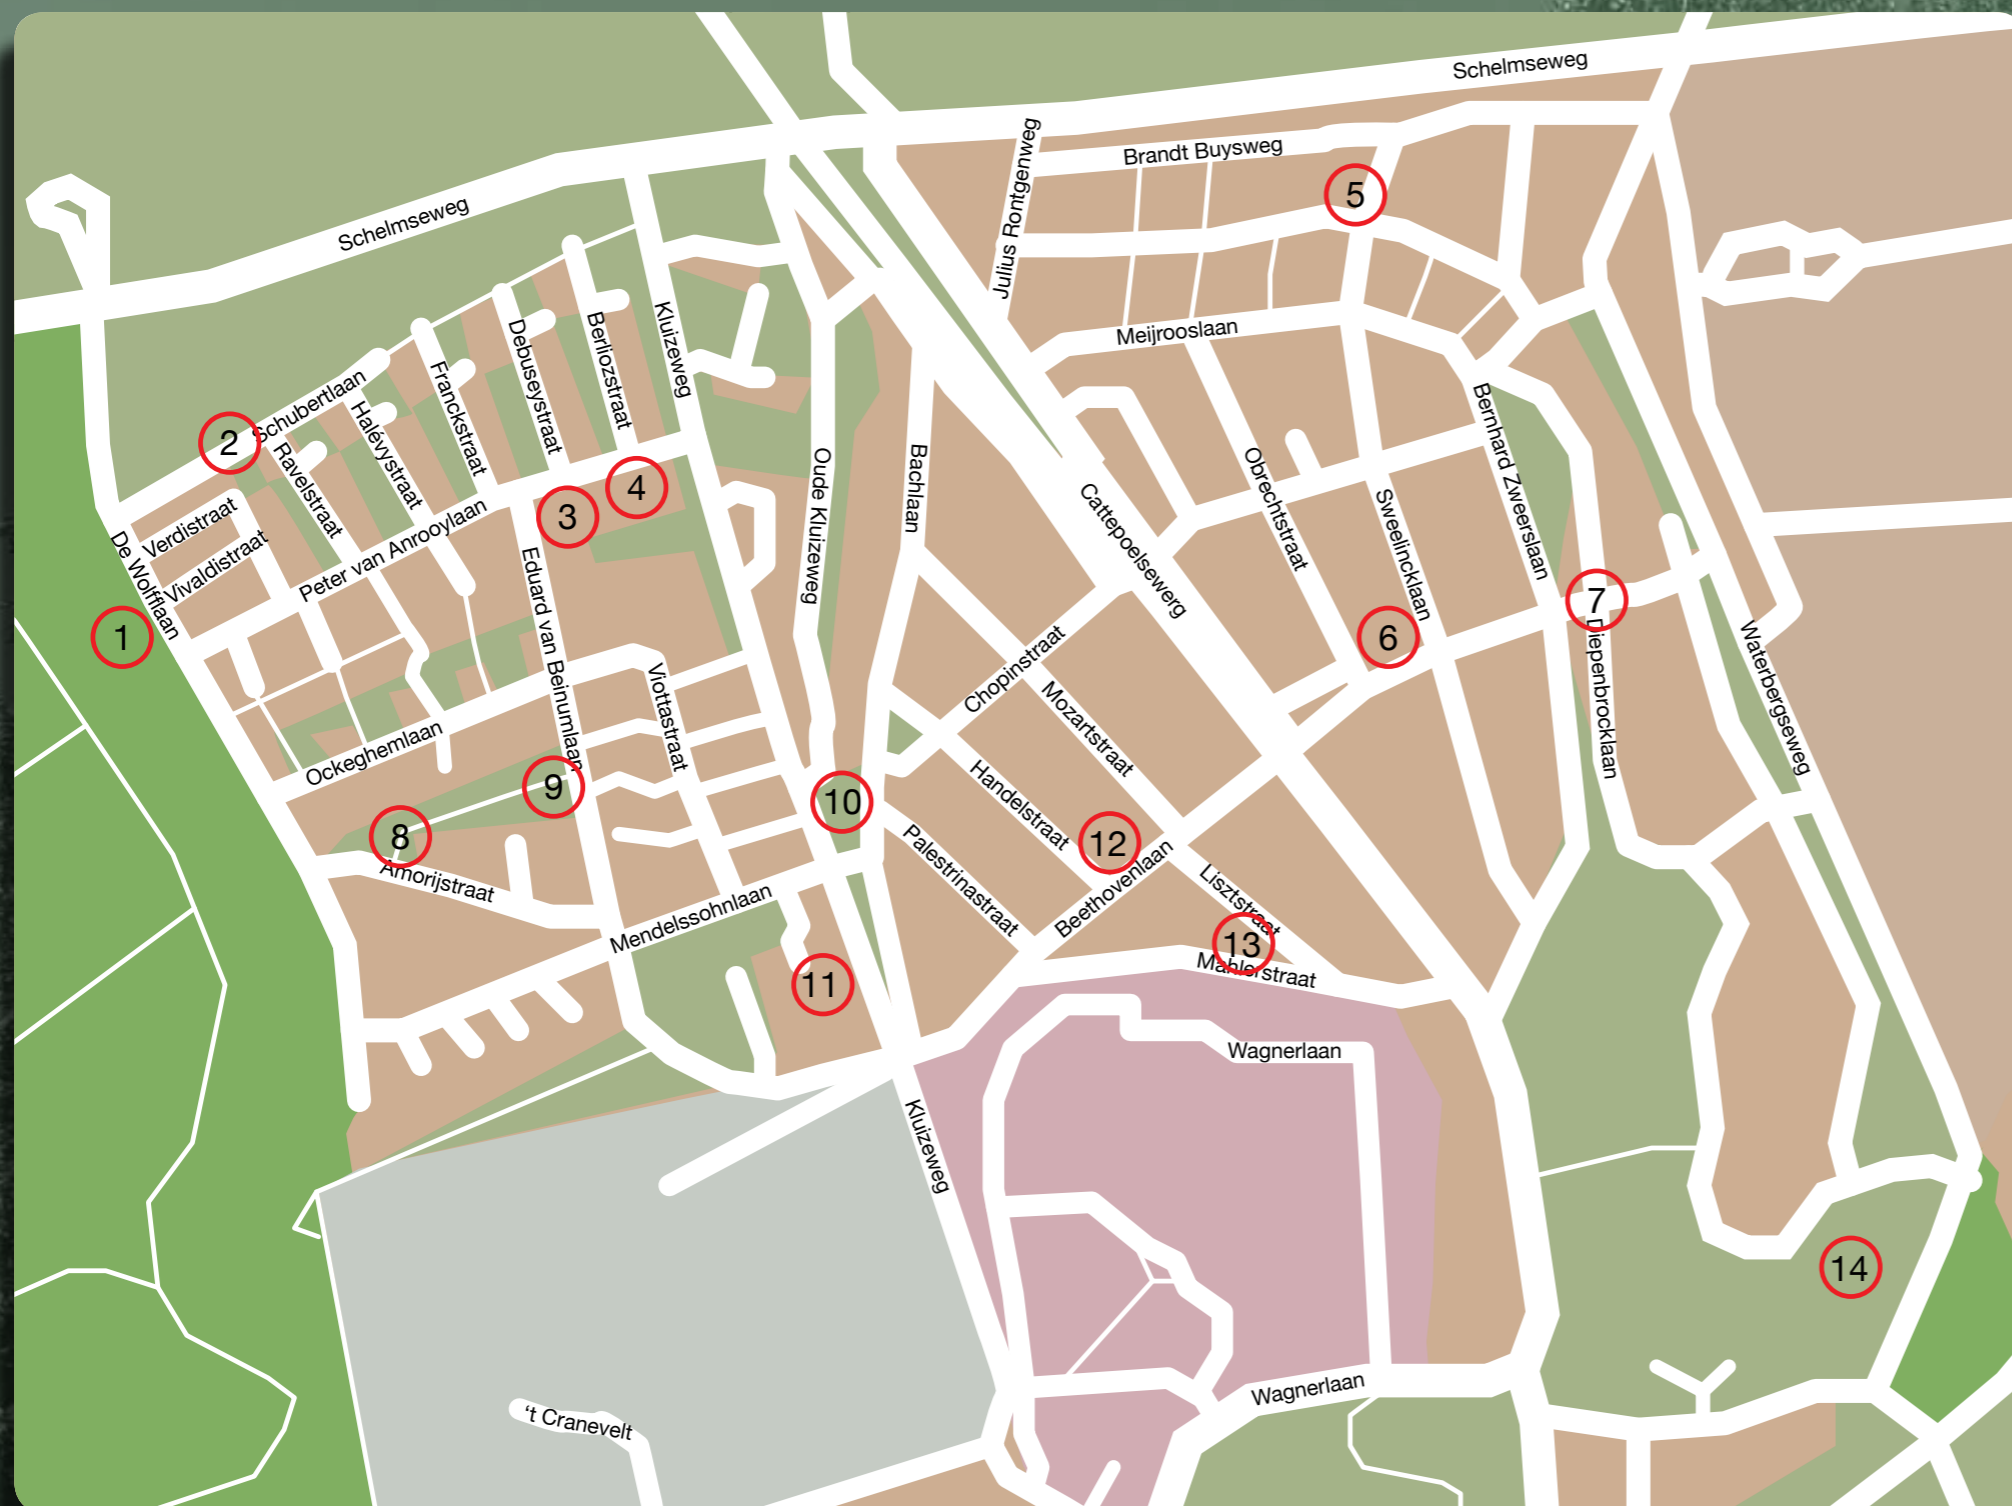 Schelmseweg
Schelmseweg
Brandt Buysweg
Julius Rontgenweg
5
Meijrooslaan
Kluizeweg
Berliozstraat
Debuseystraat
Franckstraat
Halévystraat
Schubertlaan
2
Ravelstraat
Verdistraat
Vivaldistraat
De Wolfflaan
Peter van Anrooylaan
1
3
4
Eduard van Beinumlaan
Oude Kluizeweg
Bachlaan
Cattepoelsewerg
Obrechtstraat
Sweelincklaan
Bernhard Zweerslaan
6
7
Diepenbrocklaan
Waterbergseweg
Chopinstraat
Mozartstraat
Viottastraat
Ockeghemlaan
9
8
10
Handelstraat
12
Palestrinastraat
Beethovenlaan
Amorijstraat
Mendelssohnlaan
Lisztstraat
13
Mahlerstraat
11
Wagnerlaan
Kluizeweg
14
Wagnerlaan
't Cranevelt